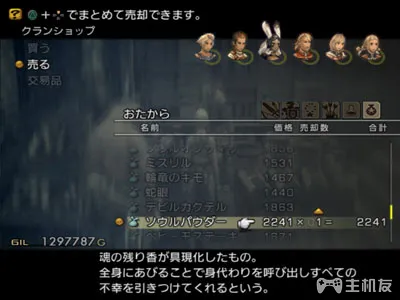 ●+✥でまとめて売却できます。
クランショップ
買う
売る
交易品
おたから
名前 価格 売却数 合計
ミスリル 1531
輪竜のキモ 1467
蛇眼 1440
デビルカクテル 1863
ソウルパウダー 2241× 1= 2241
GIL 1297787G
魂の残り香が具現化したもの。
全身にあびることで身代わりを呼び出しすべての
不幸を引きつけてくれるという。
主机友